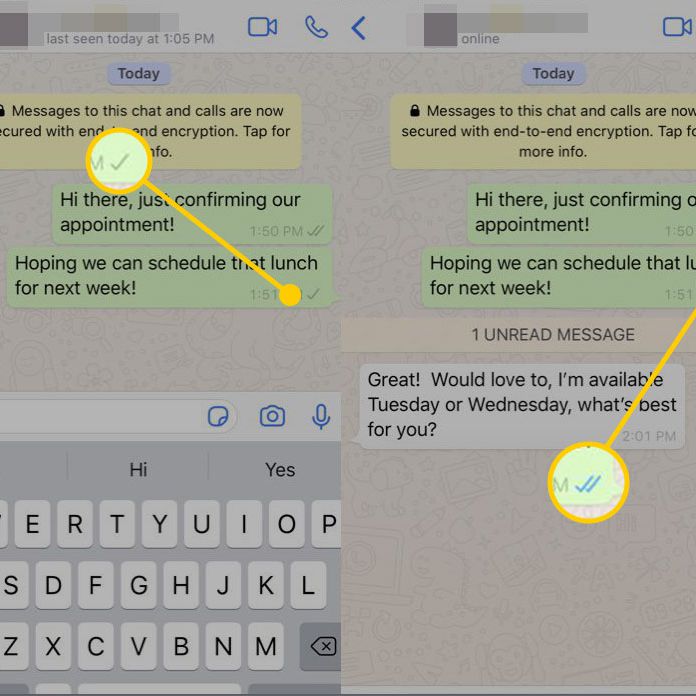 last seen today at 1:05 PM
Today
Messages to this chat and calls are now
ecured with end-to-end encryption. Tap for
nfo.
M
Hi there, just confirming our
appointment!
1:50 PM
Hoping we can schedule that lunch
for next week!
1:51
Hi
Yes
E R T Y U I O P
S D F G H J K L
Z X C V B N M
online
Today
Messages to this chat and calls are now
secured with end-to-end encryption. Tap fo
more info.
Hi there, just confirming o
appointment!
1:50
Hoping we can schedule that lu
for next week!
1:51
1 UNREAD MESSAGE
Great! Would love to, I'm available
Tuesday or Wednesday, what's best
for you?
2:01 PM
M